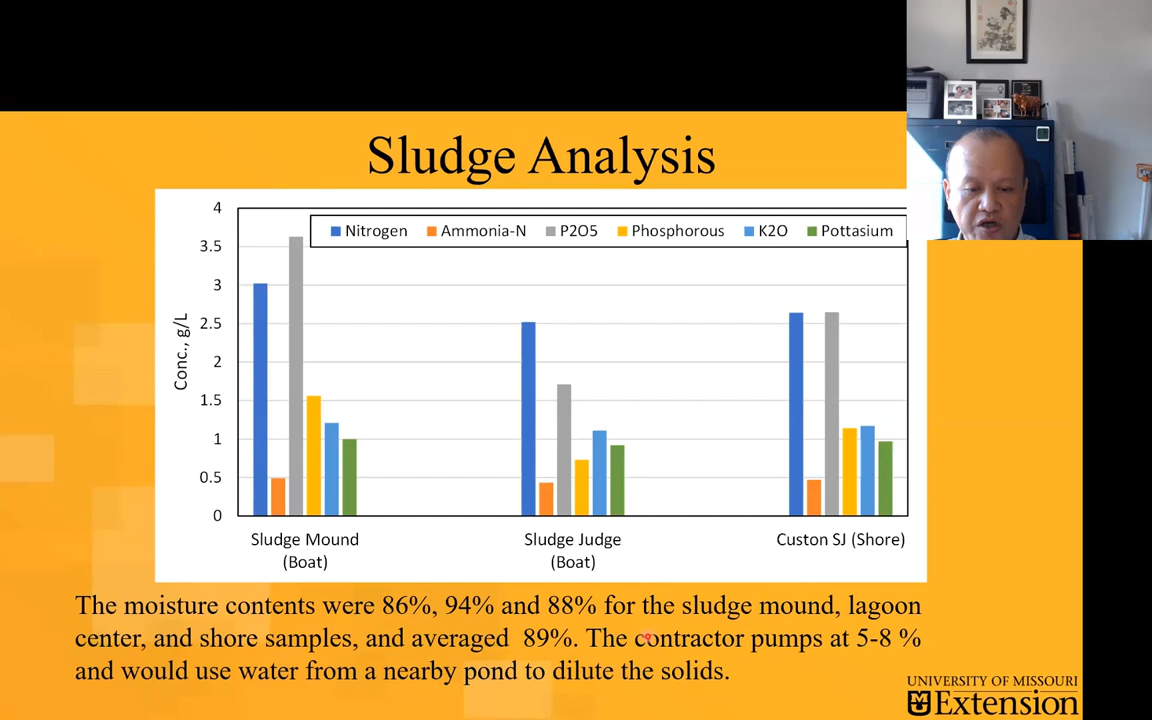 Sludge Analysis
4
Nitrogen Ammonia-N P2O5 Phosphorous K2O Pottasium
3.5
3
2.5
2
1.5
1
0.5
0
Conc., g/L
Sludge Mound
(Boat)
Sludge Judge
(Boat)
Custon SJ (Shore)
The moisture contents were 86%, 94% and 88% for the sludge mound, lagoon
center, and shore samples, and averaged 89%. The contractor pumps at 5-8 %
and would use water from a nearby pond to dilute the solids.
UNIVERSITY OF MISSOURI
Extension